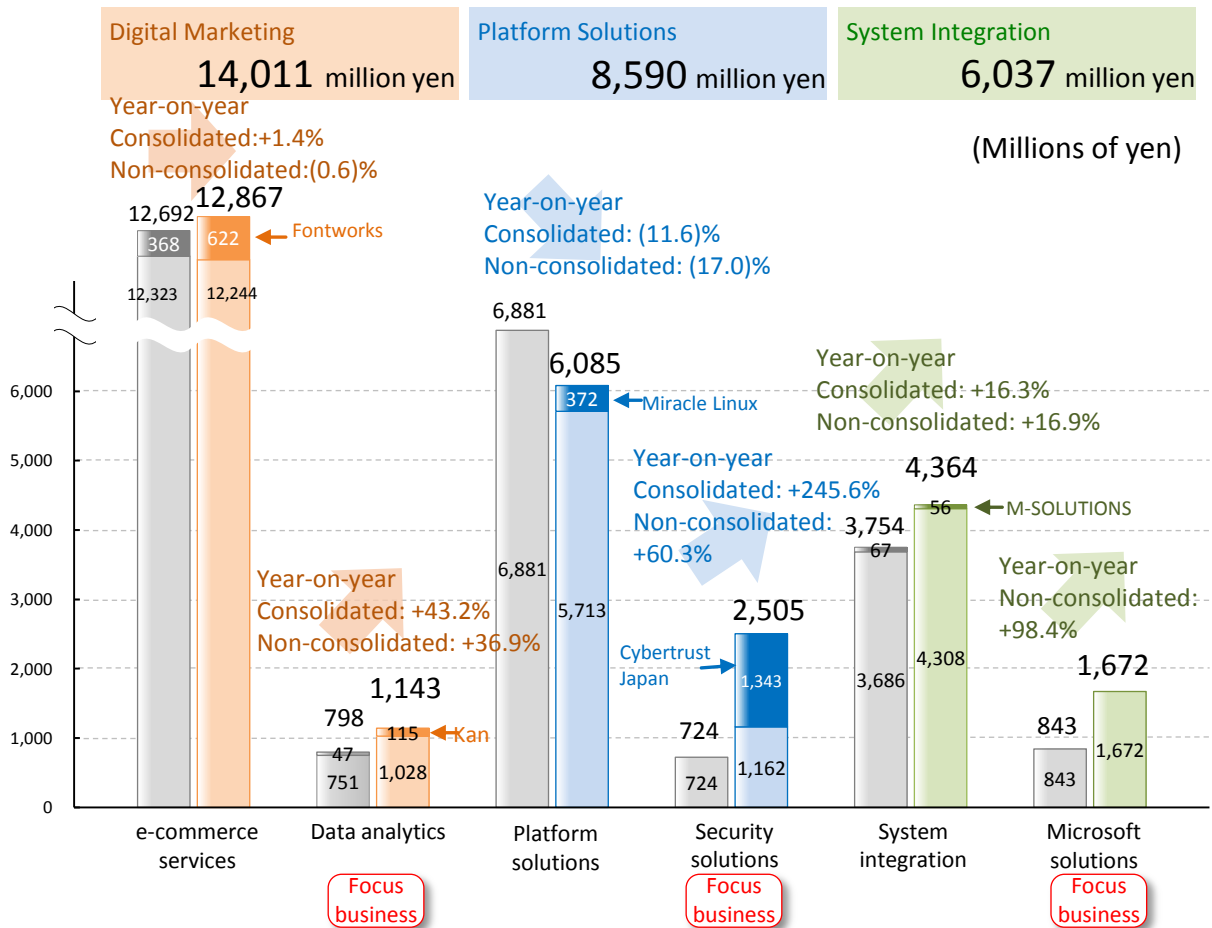 Digital Marketing
14,011 million yen
Platform Solutions
8,590 million yen
System Integration
6,037 million yen
(Millions of yen)
Year-on-year
Consolidated:+1.4%
Non-consolidated:(0.6)%
12,692
12,867
368
622
Fontworks
12,323
12,244
Year-on-year
Consolidated: (11.6)%
Non-consolidated: (17.0)%
6,881
6,085
372
Miracle Linux
6,881
5,713
Year-on-year
Consolidated: +16.3%
Non-consolidated: +16.9%
4,364
56
M-SOLUTIONS
3,754
67
3,686
4,308
Year-on-year
Consolidated: +245.6%
Non-consolidated:
+60.3%
2,505
Cybertrust
Japan
1,343
724
724
1,162
Year-on-year
Consolidated: +43.2%
Non-consolidated: +36.9%
1,143
798
115
Kan
47
751
1,028
Year-on-year
Non-consolidated:
+98.4%
1,672
843
843
1,672
6,000
5,000
4,000
3,000
2,000
1,000
0
e-commerce
services
Data analytics
Focus
business
Platform
solutions
Security
solutions
Focus
business
System
integration
Microsoft
solutions
Focus
business